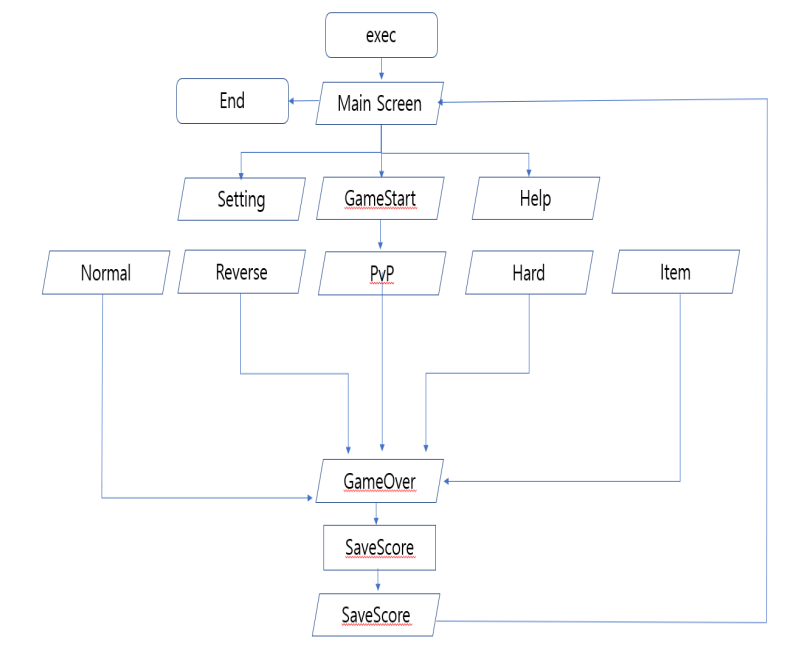 exec
End
Main Screen
Setting
GameStart
Help
Normal
Reverse
PvP
Hard
Item
GameOver
SaveScore
SaveScore